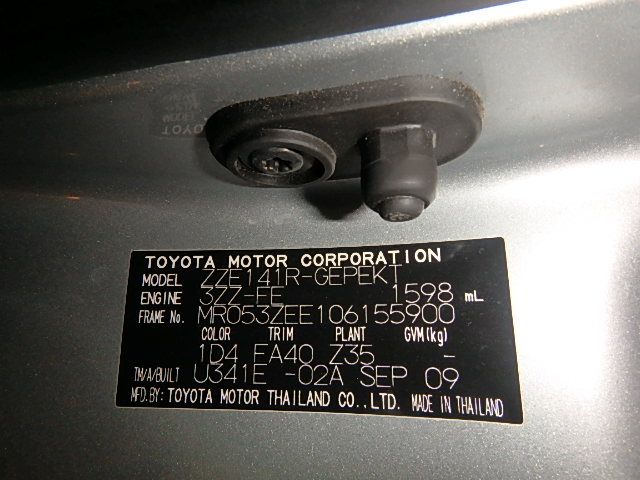 TOYOTA MOTOR CORPORATION
MODEL ZZE141R-GEPEKT
ENGINE 3ZZ-FE 1598 mL
FRAME No. MR053ZEE106155900
COLOR TRIM PLANT GVM(kg)
1D4 FA40 Z35 -
TM/A/BUILT U341E -02A SEP 09
MFD.BY: TOYOTA MOTOR THAILAND CO.,LTD. MADE IN THAILAND